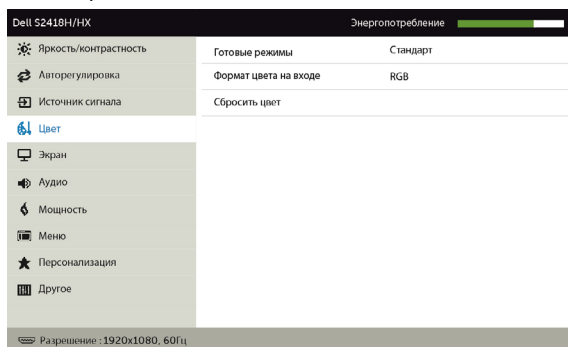 Dell S2418H/HX Энергопотребление
Яркость/контрастность
Готовые режимы Стандарт
Авторегулировка
Формат цвета на входе RGB
Источник сигнала
Сбросить цвет
Цвет
Экран
Аудио
Мощность
Меню
Персонализация
Другое
Разрешение : 1920x1080, 60Гц